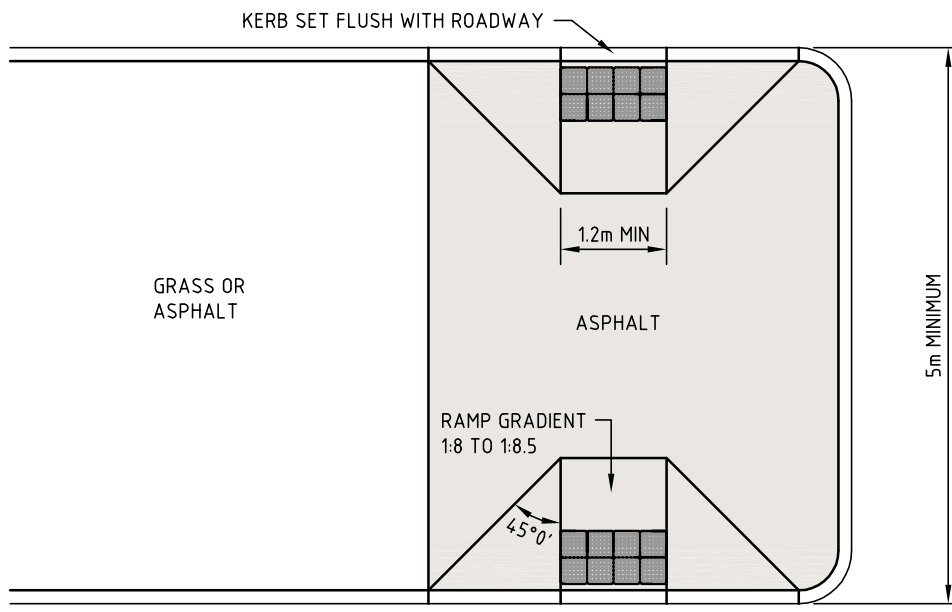 KERB SET FLUSH WITH ROADWAY
1.2m MIN
GRASS OR
ASPHALT
ASPHALT
5m MINIMUM
RAMP GRADIENT
1:8 TO 1:8.5
45°0'